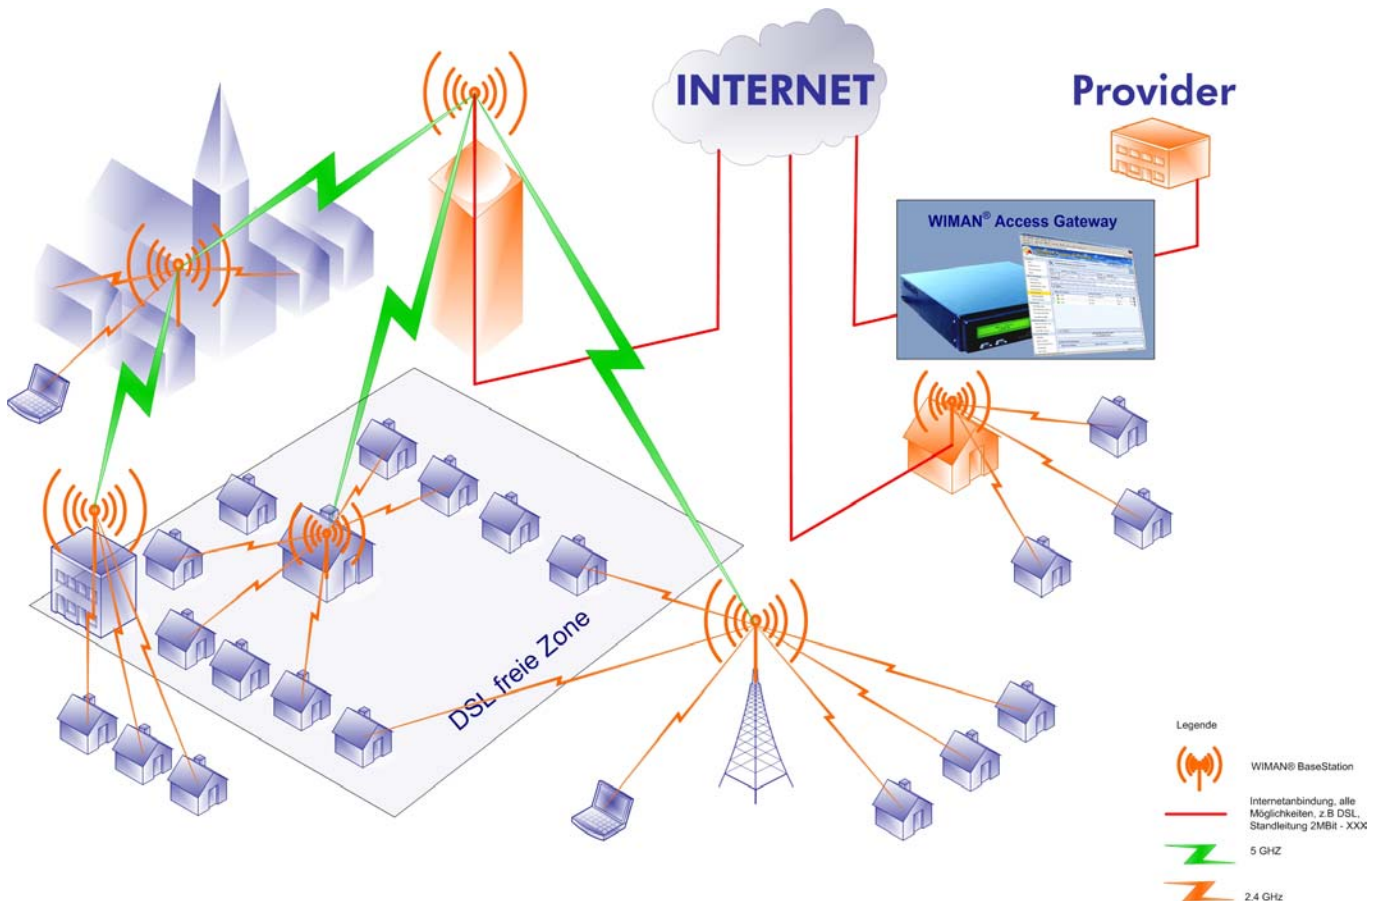 INTERNET
Provider
WIMAN® Access Gateway
DSL freie Zone
Legende
WIMAN® BaseStation
Internetanbindung, alle
Möglichkeiten, z.B DSL,
Standleitung 2MBit - XXX
5 GHZ
2.4 GHz